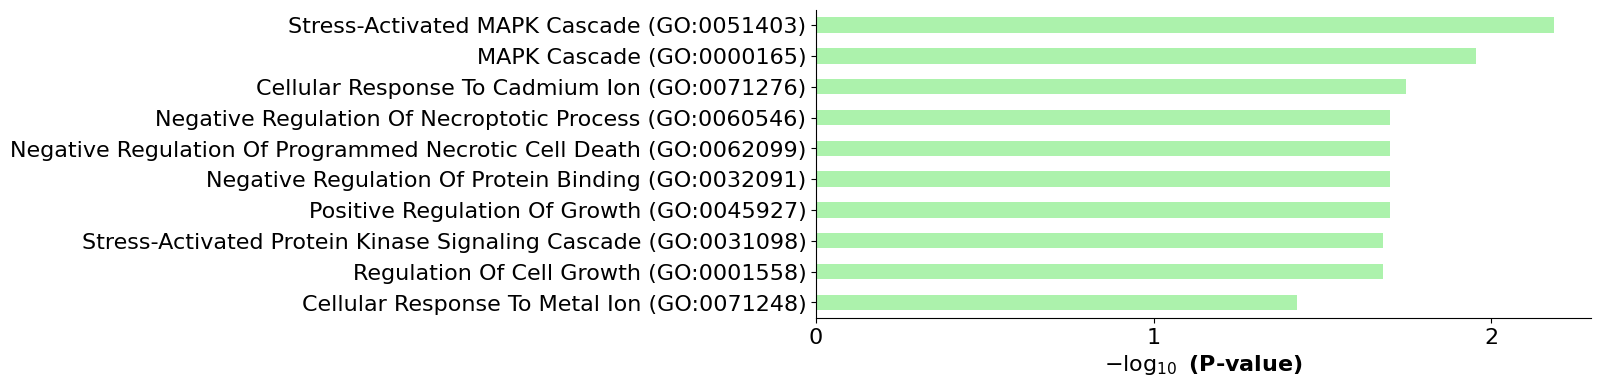 Stress-Activated MAPK Cascade (GO:0051403)
MAPK Cascade (GO:0000165)
Cellular Response To Cadmium Ion (GO:0071276)
Negative Regulation Of Necroptotic Process (GO:0060546)
Negative Regulation Of Programmed Necrotic Cell Death (GO:0062099)
Negative Regulation Of Protein Binding (GO:0032091)
Positive Regulation Of Growth (GO:0045927)
Stress-Activated Protein Kinase Signaling Cascade (GO:0031098)
Regulation Of Cell Growth (GO:0001558)
Cellular Response To Metal Ion (GO:0071248)
0 1 2
−log₁₀ (P-value)